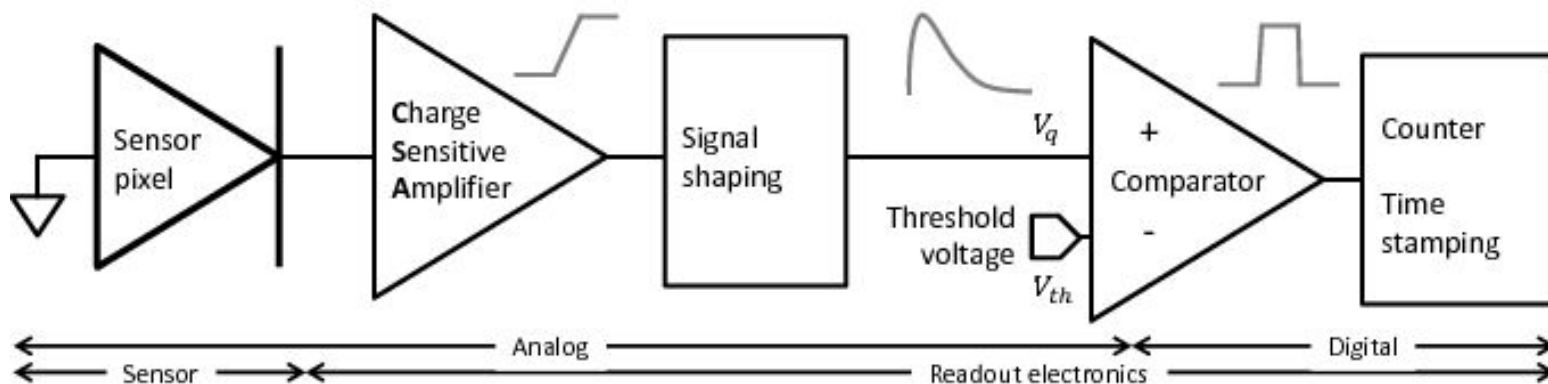 Sensor
pixel
Charge
Sensitive
Amplifier
Signal
shaping
V_q
Threshold
voltage
V_th
+
Comparator
-
Counter
Time
stamping
Analog
Digital
Sensor
Readout electronics